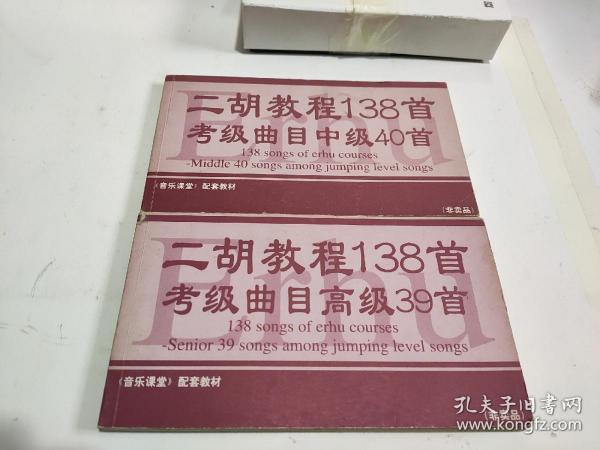 Erhu
二胡教程138首
考级曲目中级40首
138 songs of erhu courses
-Middle 40 songs among jumping level songs
《音乐课堂》配套教材
(非卖品)
Erhu
二胡教程138首
考级曲目高级39首
138 songs of erhu courses
-Senior 39 songs among jumping level songs
《音乐课堂》配套教材
(非卖品)
孔夫子旧书网